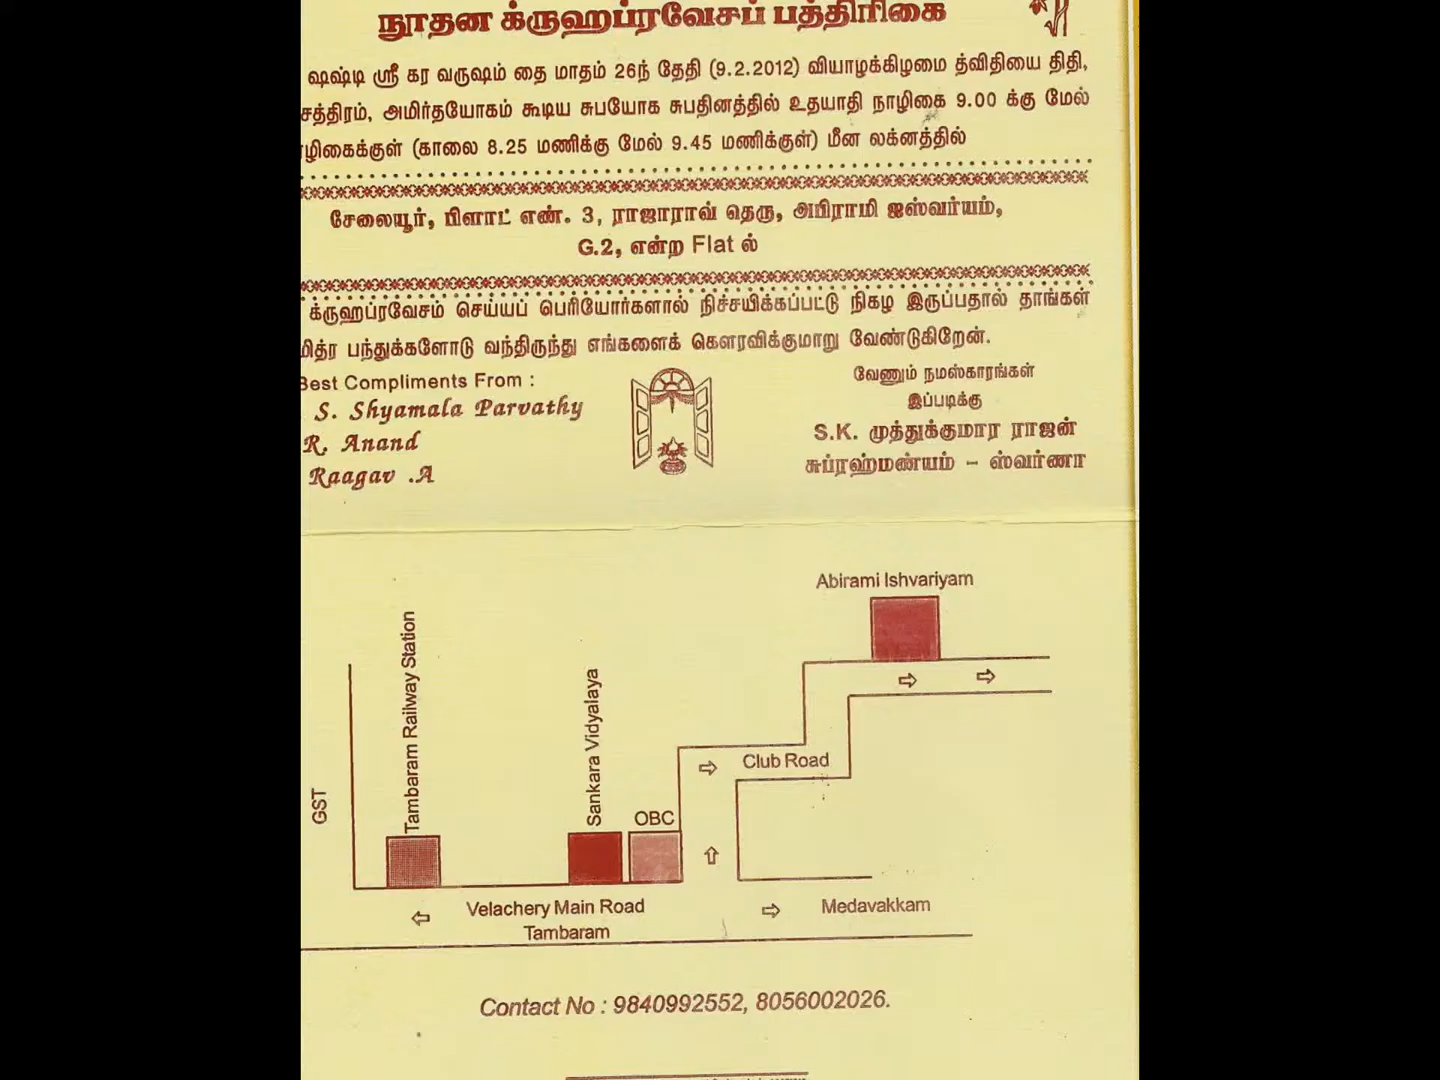 நூதன க்ருஹப்ரவேசப் பத்திரிகை
ஷஷ்டி ஸ்ரீ கர வருஷம் தை மாதம் 26ந் தேதி (9.2.2012) வியாழக்கிழமை த்விதியை திதி,
சத்திரம், அமிர்தயோகம் கூடிய சுபயோக சுபதினத்தில் உதயாதி நாழிகை 9.00 க்கு மேல்
ழிகைக்குள் (காலை 8.25 மணிக்கு மேல் 9.45 மணிக்குள்) மீன லக்னத்தில்
சேலையூர், பிளாட் எண். 3, ராஜாராவ் தெரு, அபிராமி ஐஸ்வர்யம்,
G.2, என்ற Flat ல்
க்ருஹப்ரவேசம் செய்யப் பெரியோர்களால் நிச்சயிக்கப்பட்டு நிகழ இருப்பதால் தாங்கள்
மித்ர பந்துக்களோடு வந்திருந்து எங்களைக் கௌரவிக்குமாறு வேண்டுகிறேன்.
Best Compliments From :
S. Shyamala Parvathy
R. Anand
Raagav .A
வேணும் நமஸ்காரங்கள்
இப்படிக்கு
S.K. முத்துக்குமார ராஜன்
சுப்ரஹ்மண்யம் – ஸ்வர்ணா
Abirami Ishvariyam
Tambaram Railway Station
Sankara Vidyalaya
Club Road
GST
OBC
Velachery Main Road
Tambaram
Medavakkam
Contact No : 9840992552, 8056002026.